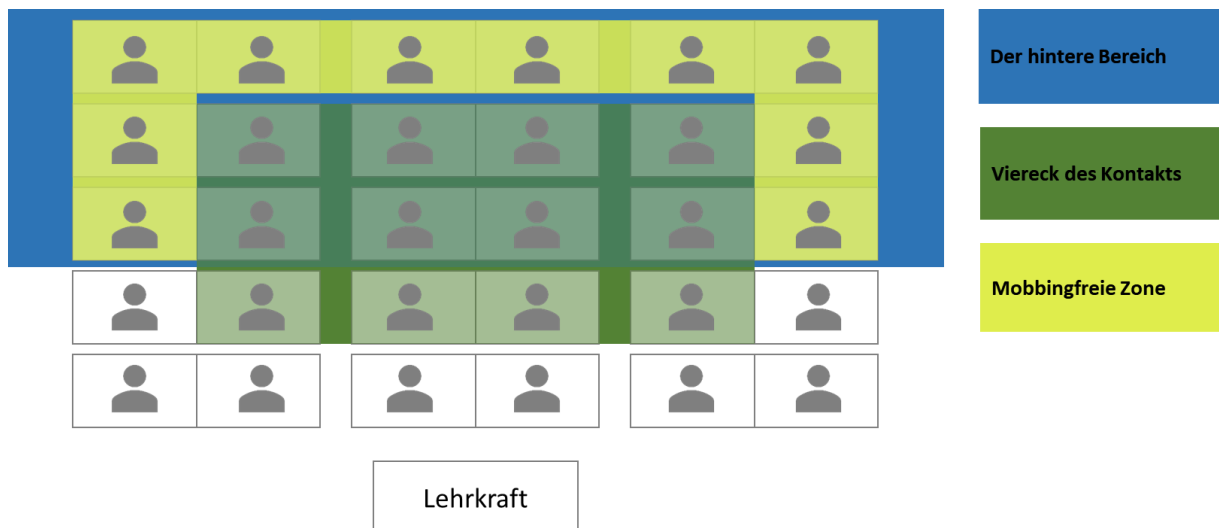 Der hintere Bereich
Viereck des Kontakts
Mobbingfreie Zone
Lehrkraft